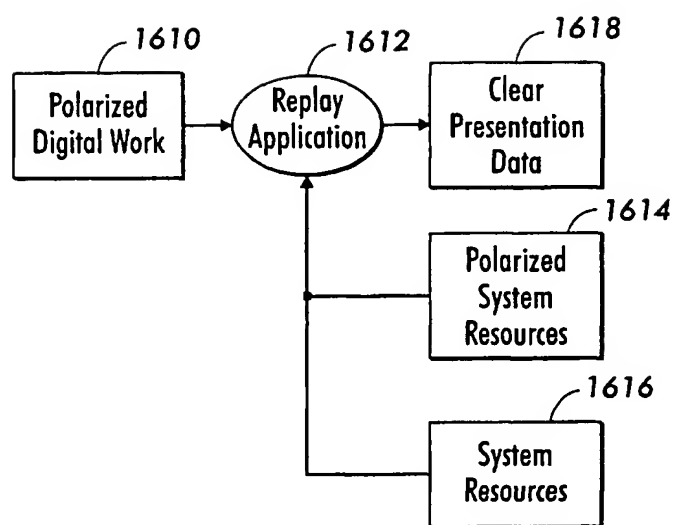 1610
Polarized
Digital Work
1612
Replay
Application
1618
Clear
Presentation
Data
1614
Polarized
System
Resources
1616
System
Resources